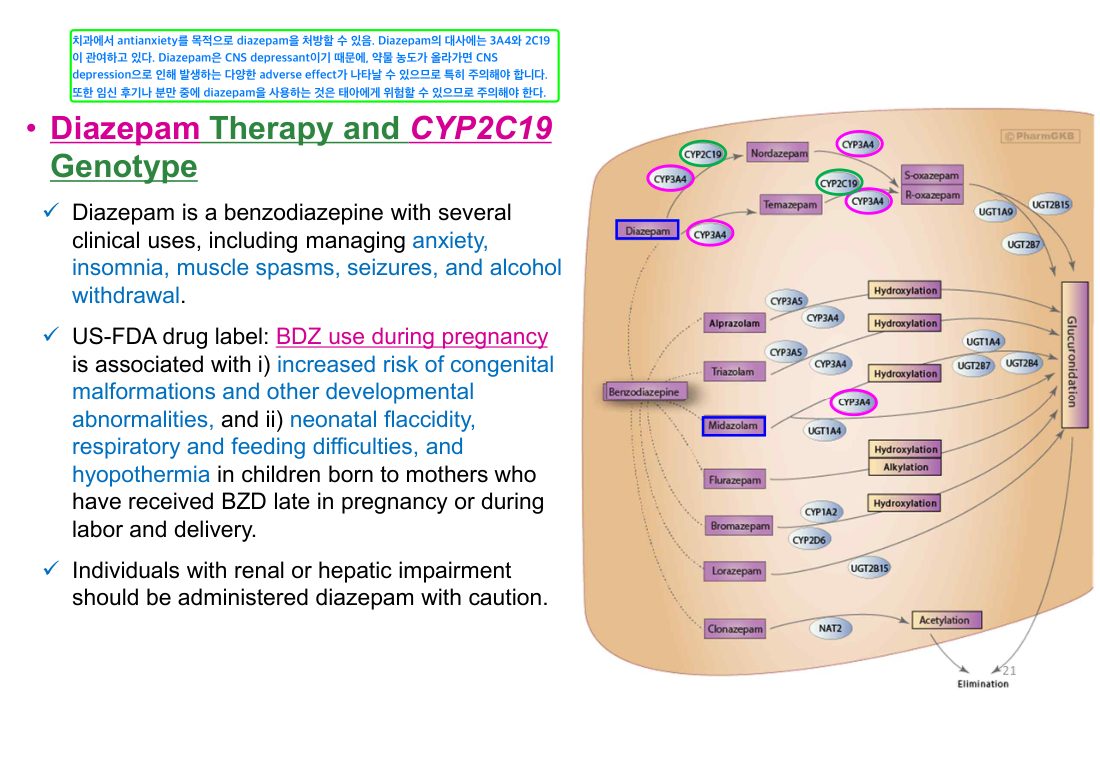 치과에서 antianxiety를 목적으로 diazepam을 처방할 수 있음. Diazepam의 대사에는 3A4와 2C19
이 관여하고 있다. Diazepam은 CNS depressant이기 때문에, 약물 농도가 올라가면 CNS
depression으로 인해 발생하는 다양한 adverse effect가 나타날 수 있으므로 특히 주의해야 합니다.
또한 임신 후기나 분만 중에 diazepam을 사용하는 것은 태아에게 위험할 수 있으므로 주의해야 한다.
• Diazepam Therapy and CYP2C19
Genotype
✓ Diazepam is a benzodiazepine with several
clinical uses, including managing anxiety,
insomnia, muscle spasms, seizures, and alcohol
withdrawal.
✓ US-FDA drug label: BDZ use during pregnancy
is associated with i) increased risk of congenital
malformations and other developmental
abnormalities, and ii) neonatal flaccidity,
respiratory and feeding difficulties, and
hyopothermia in children born to mothers who
have received BZD late in pregnancy or during
labor and delivery.
✓ Individuals with renal or hepatic impairment
should be administered diazepam with caution.
©PharmGKB
CYP2C19
Nordazepam
CYP3A4
CYP3A4
S-oxazepam
R-oxazepam
CYP2C19
CYP3A4
Temazepam
UGT1A9
UGT2B15
Diazepam
CYP3A4
UGT2B7
Hydroxylation
CYP3A5
CYP3A4
Alprazolam
Hydroxylation
Glucuronidation
CYP3A5
CYP3A4
Triazolam
UGT1A4
UGT2B7
UGT2B4
Hydroxylation
Benzodiazepine
CYP3A4
Midazolam
UGT1A4
Hydroxylation
Alkylation
Flurazepam
Hydroxylation
CYP1A2
Bromazepam
CYP2D6
Lorazepam
UGT2B15
Acetylation
Clonazepam
NAT2
21
Elimination